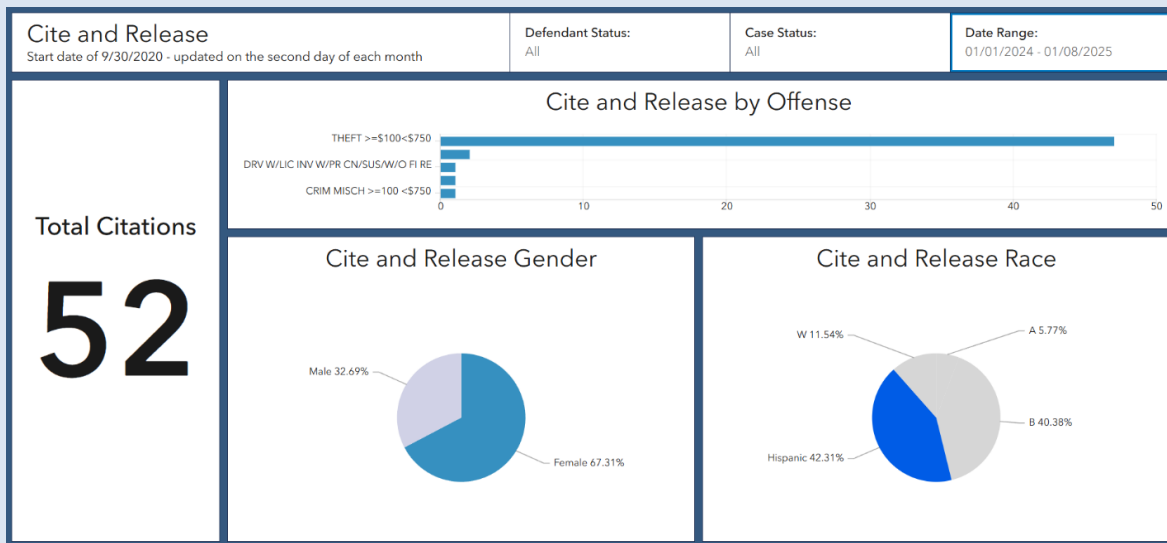 Cite and Release
Start date of 9/30/2020 - updated on the second day of each month
Defendant Status:
All
Case Status:
All
Date Range:
01/01/2024 - 01/08/2025
Total Citations
52
Cite and Release by Offense
THEFT >=$100<$750
DRV W/LIC INV W/PR CN/SUS/W/O FI RE
CRIM MISCH >=100 <$750
0 10 20 30 40 50
Cite and Release Gender
Male 32.69%
Female 67.31%
Cite and Release Race
W 11.54%
A 5.77%
B 40.38%
Hispanic 42.31%